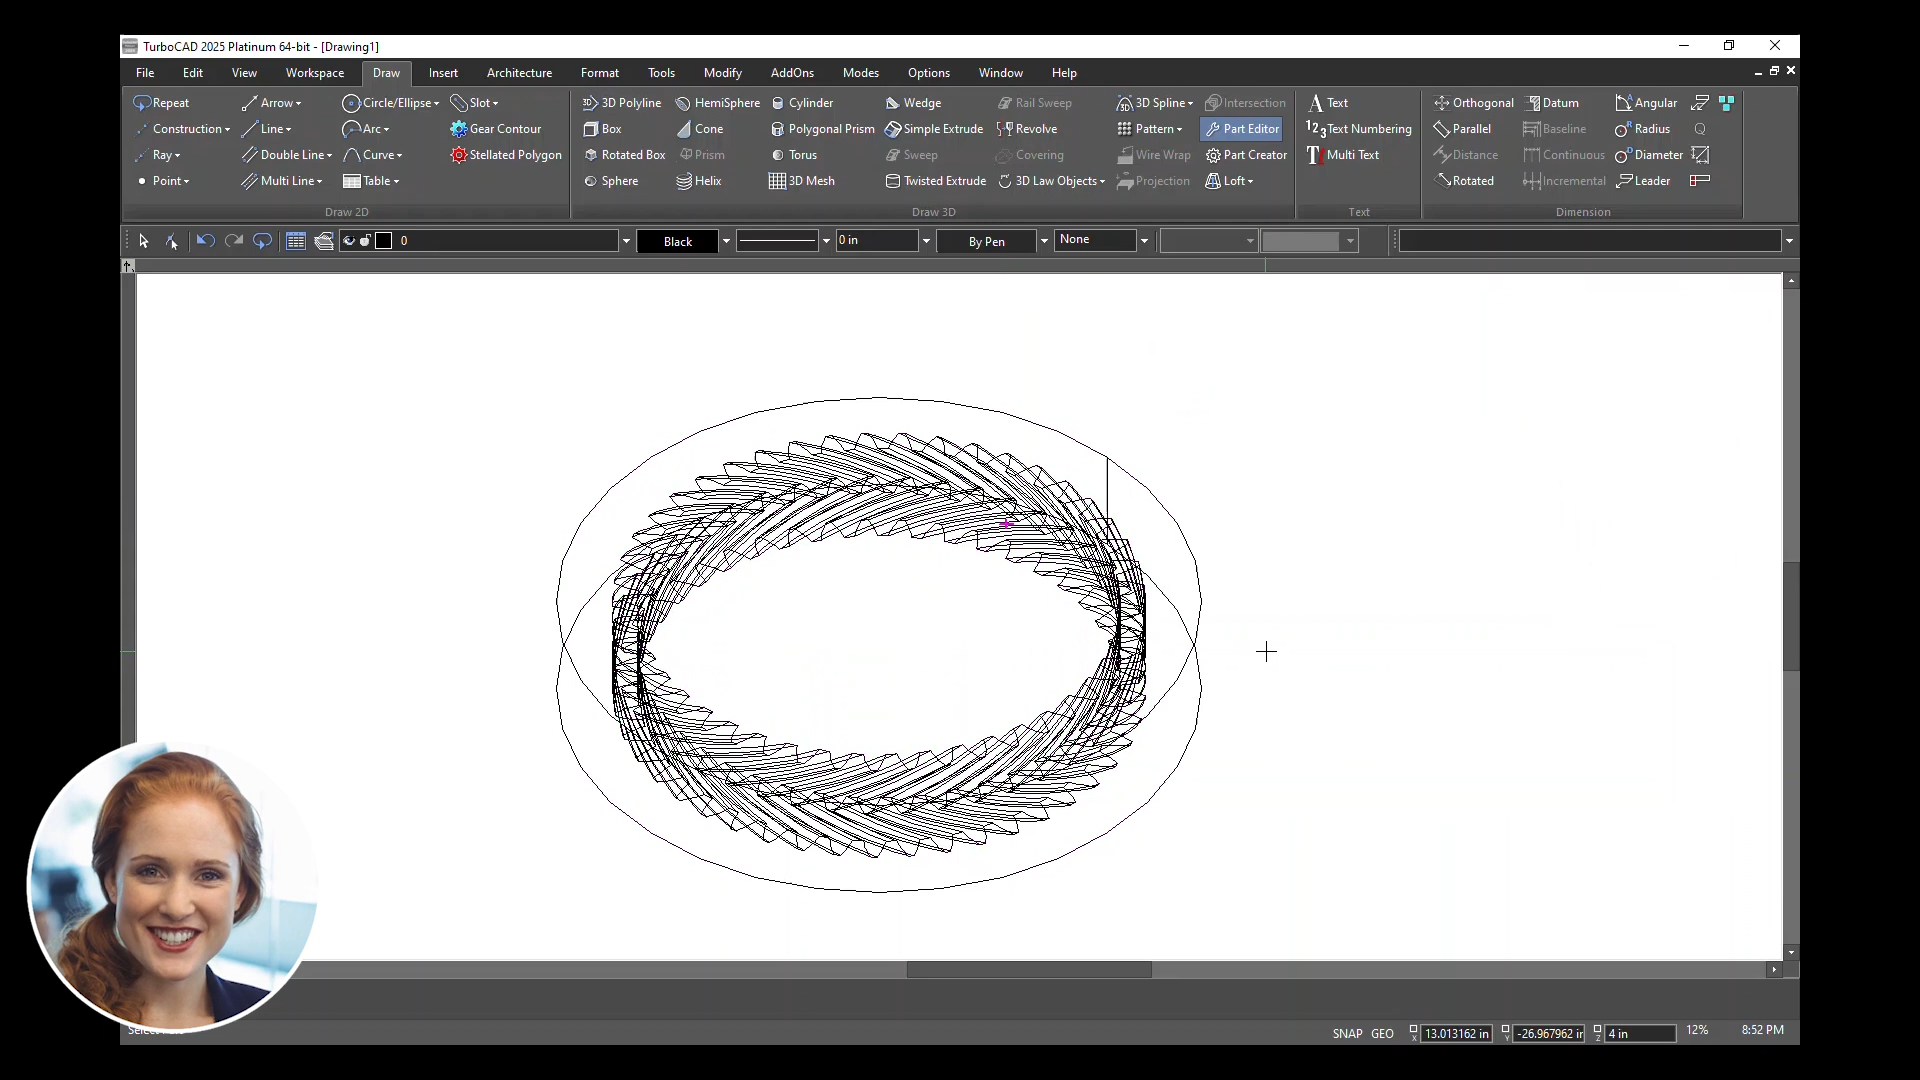 TurboCAD 2025 Platinum 64-bit - [Drawing1]
File Edit View Workspace Draw Insert Architecture Format Tools Modify AddOns Modes Options Window Help
Repeat Arrow Circle/Ellipse Slot 3D Polyline HemiSphere Cylinder Wedge Rail Sweep 3D Spline Intersection Text Orthogonal Datum Angular
Construction Line Arc Gear Contour Box Cone Polygonal Prism Simple Extrude Revolve Pattern Part Editor Text Numbering Parallel Baseline Radius
Ray Double Line Curve Stellated Polygon Rotated Box Prism Torus Sweep Covering Wire Wrap Part Creator Multi Text Distance Continuous Diameter
Point Multi Line Table Sphere Helix 3D Mesh Twisted Extrude 3D Law Objects Projection Loft Rotated Incremental Leader
Draw 2D Draw 3D Text Dimension
0 Black 0 in By Pen None
SNAP GEO X 13.013162 in Y -26.967962 in Z 4 in 12% 8:52 PM